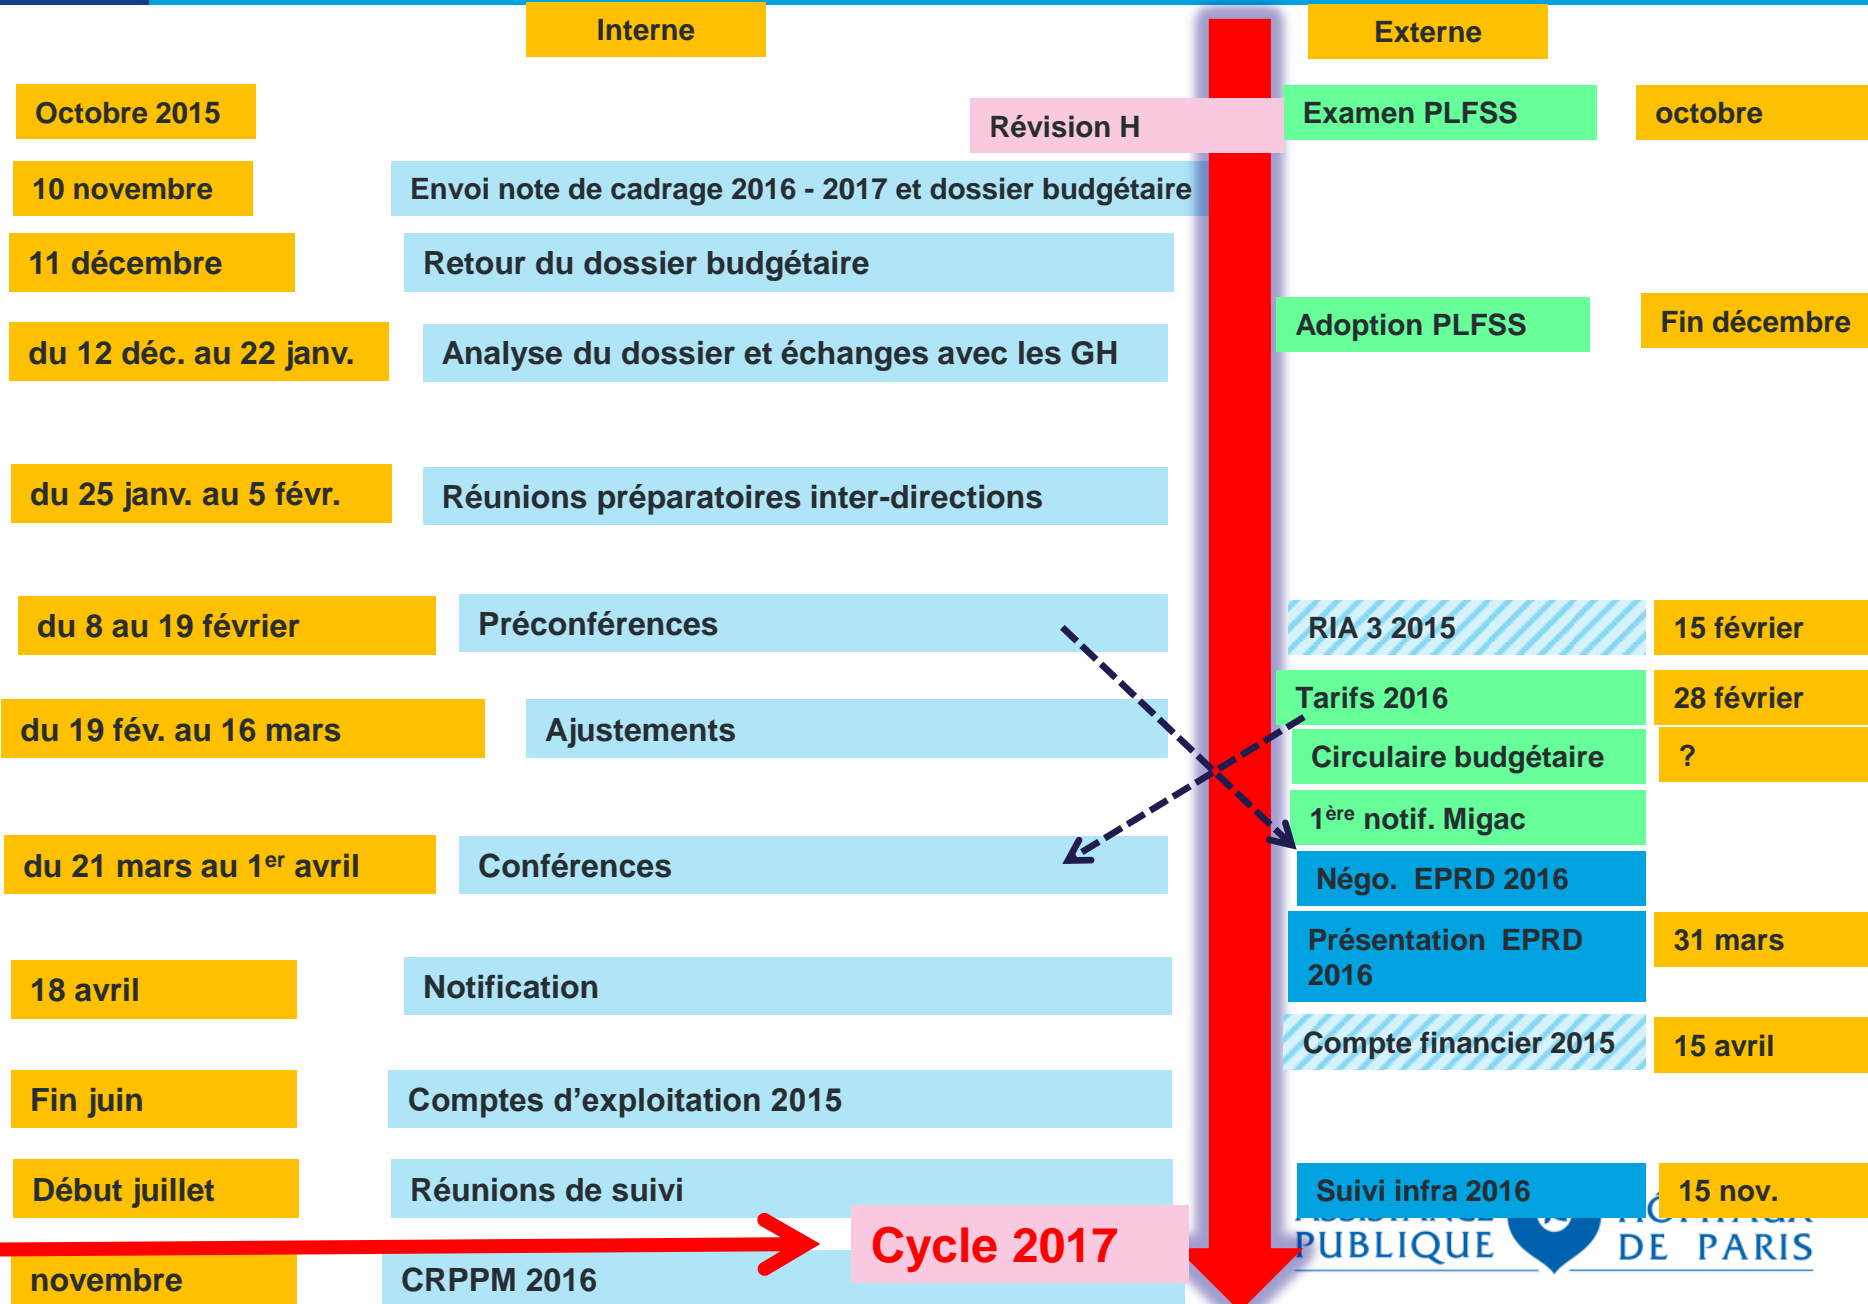 Interne
Externe
Octobre 2015
Révision H
Examen PLFSS
octobre
10 novembre
Envoi note de cadrage 2016 - 2017 et dossier budgétaire
11 décembre
Retour du dossier budgétaire
Adoption PLFSS
Fin décembre
du 12 déc. au 22 janv.
Analyse du dossier et échanges avec les GH
du 25 janv. au 5 févr.
Réunions préparatoires inter-directions
du 8 au 19 février
Préconférences
RIA 3 2015
15 février
Tarifs 2016
28 février
du 19 fév. au 16 mars
Ajustements
Circulaire budgétaire
?
1ère notif. Migac
du 21 mars au 1er avril
Conférences
Négo. EPRD 2016
Présentation EPRD
2016
31 mars
18 avril
Notification
Compte financier 2015
15 avril
Fin juin
Comptes d’exploitation 2015
Début juillet
Réunions de suivi
Suivi infra 2016
15 nov.
Cycle 2017
ASSISTANCE HÔPITAUX
PUBLIQUE DE PARIS
novembre
CRPPM 2016